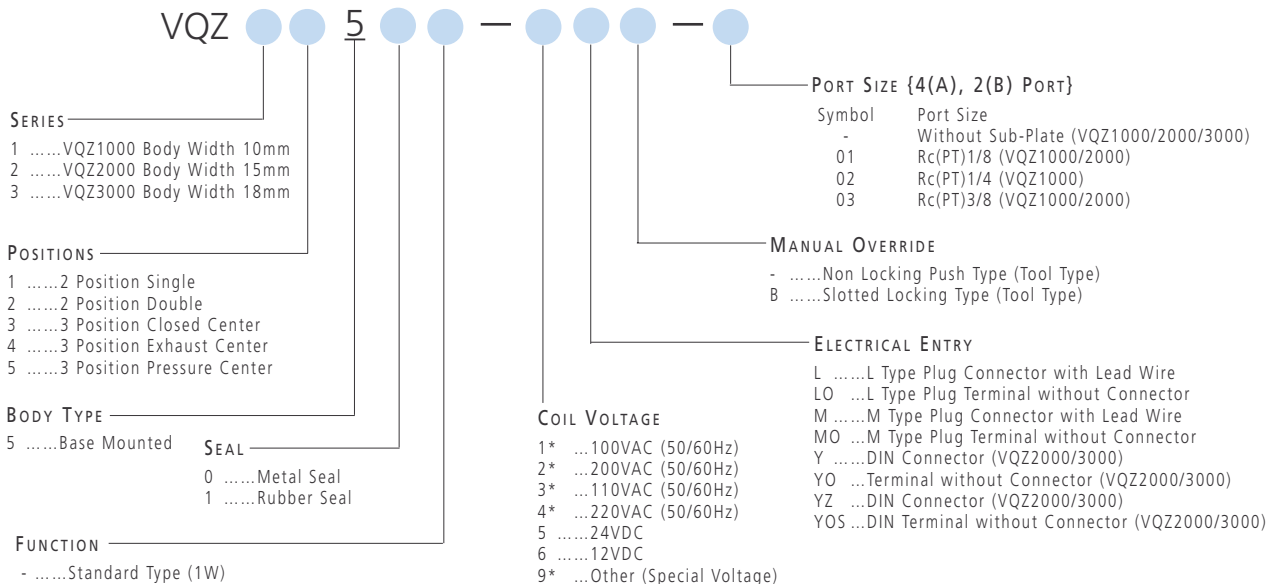 VQZ 5 — —
SERIES
1 ......VQZ1000 Body Width 10mm
2 ......VQZ2000 Body Width 15mm
3 ......VQZ3000 Body Width 18mm
POSITIONS
1 ......2 Position Single
2 ......2 Position Double
3 ......3 Position Closed Center
4 ......3 Position Exhaust Center
5 ......3 Position Pressure Center
BODY TYPE
5 ......Base Mounted
SEAL
0 ......Metal Seal
1 ......Rubber Seal
FUNCTION
- ......Standard Type (1W)
COIL VOLTAGE
1* ...100VAC (50/60Hz)
2* ...200VAC (50/60Hz)
3* ...110VAC (50/60Hz)
4* ...220VAC (50/60Hz)
5 ......24VDC
6 ......12VDC
9* ...Other (Special Voltage)
PORT SIZE {4(A), 2(B) PORT}
Symbol Port Size
- Without Sub-Plate (VQZ1000/2000/3000)
01 Rc(PT)1/8 (VQZ1000/2000)
02 Rc(PT)1/4 (VQZ1000)
03 Rc(PT)3/8 (VQZ1000/2000)
MANUAL OVERRIDE
- ......Non Locking Push Type (Tool Type)
B ......Slotted Locking Type (Tool Type)
ELECTRICAL ENTRY
L ......L Type Plug Connector with Lead Wire
LO ...L Type Plug Terminal without Connector
M ......M Type Plug Connector with Lead Wire
MO ...M Type Plug Terminal without Connector
Y ......DIN Connector (VQZ2000/3000)
YO ...Terminal without Connector (VQZ2000/3000)
YZ ...DIN Connector (VQZ2000/3000)
YOS ...DIN Terminal without Connector (VQZ2000/3000)